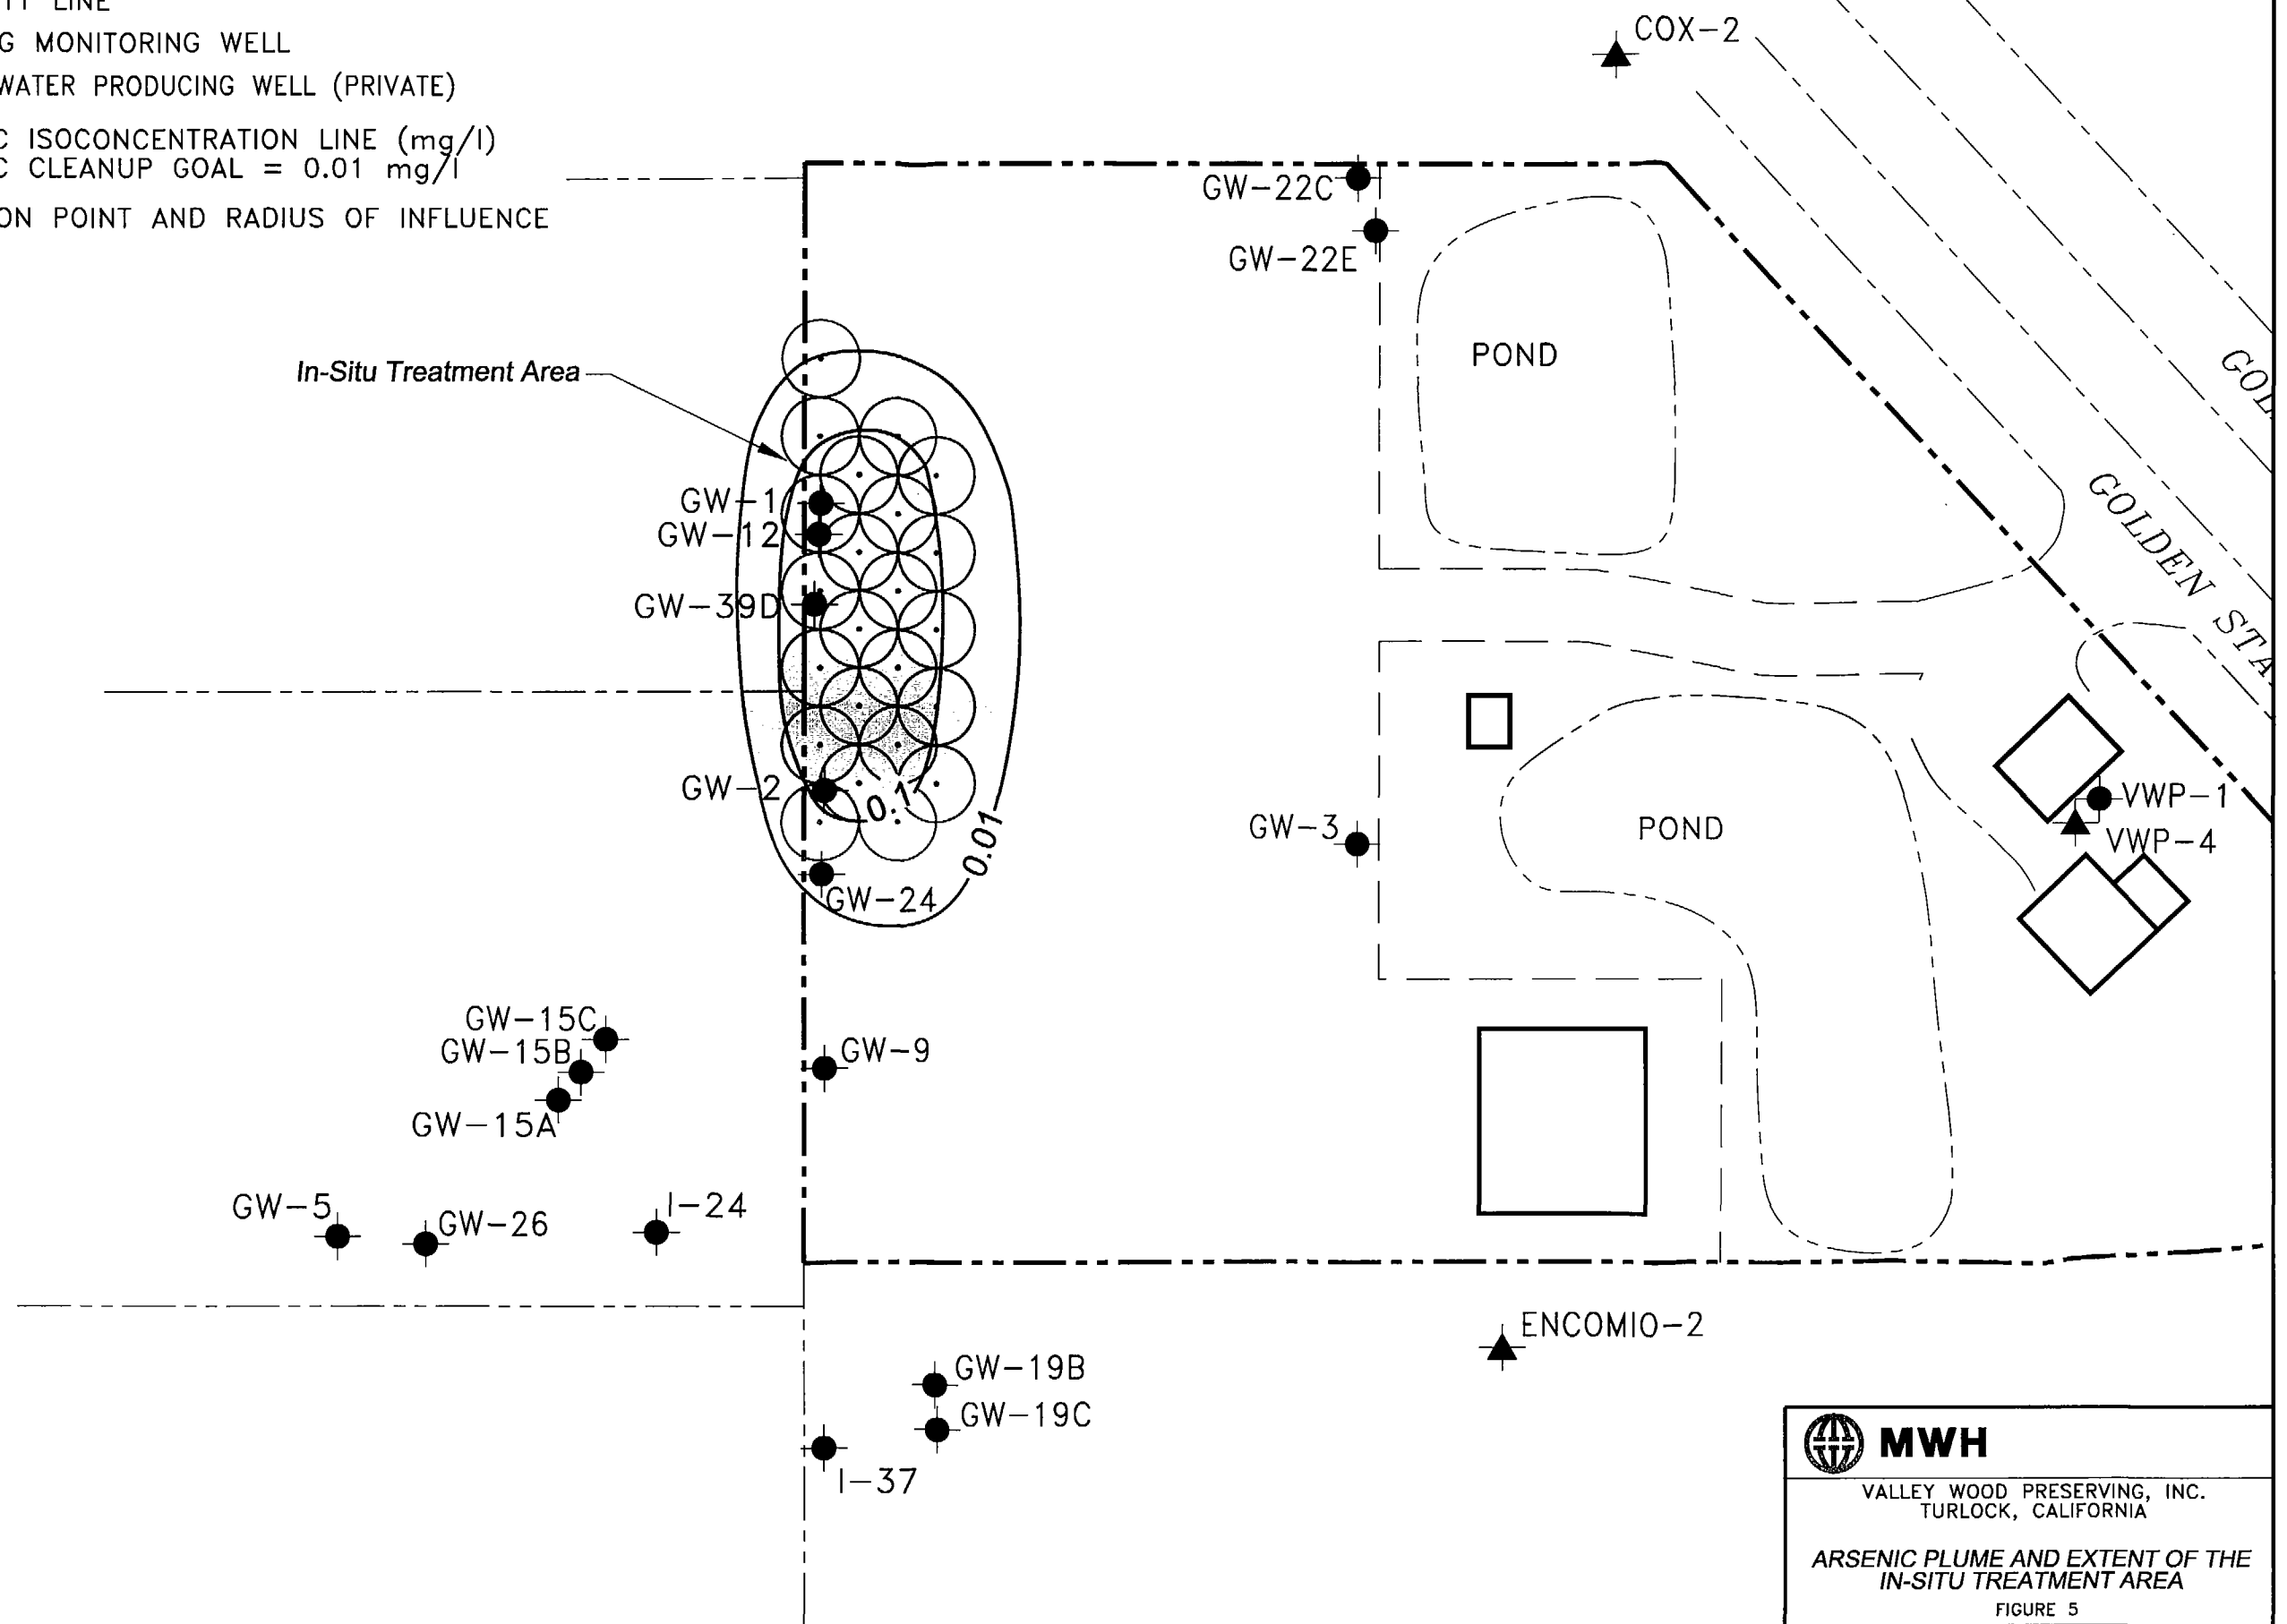 LINE
G MONITORING WELL
WATER PRODUCING WELL (PRIVATE)
C ISOCONCENTRATION LINE (mg/l)
C CLEANUP GOAL = 0.01 mg/l
ON POINT AND RADIUS OF INFLUENCE
COX-2
GW-22C
GW-22E
POND
In-Situ Treatment Area
GOL
GOLDEN STA
GW-1
GW-12
GW-39D
GW-2
0.1
0.01
GW-24
GW-3
POND
VWP-1
VWP-4
GW-15C
GW-15B
GW-15A
GW-9
GW-5
GW-26
I-24
ENCOMIO-2
GW-19B
GW-19C
I-37
MWH
VALLEY WOOD PRESERVING, INC.
TURLOCK, CALIFORNIA
ARSENIC PLUME AND EXTENT OF THE
IN-SITU TREATMENT AREA
FIGURE 5